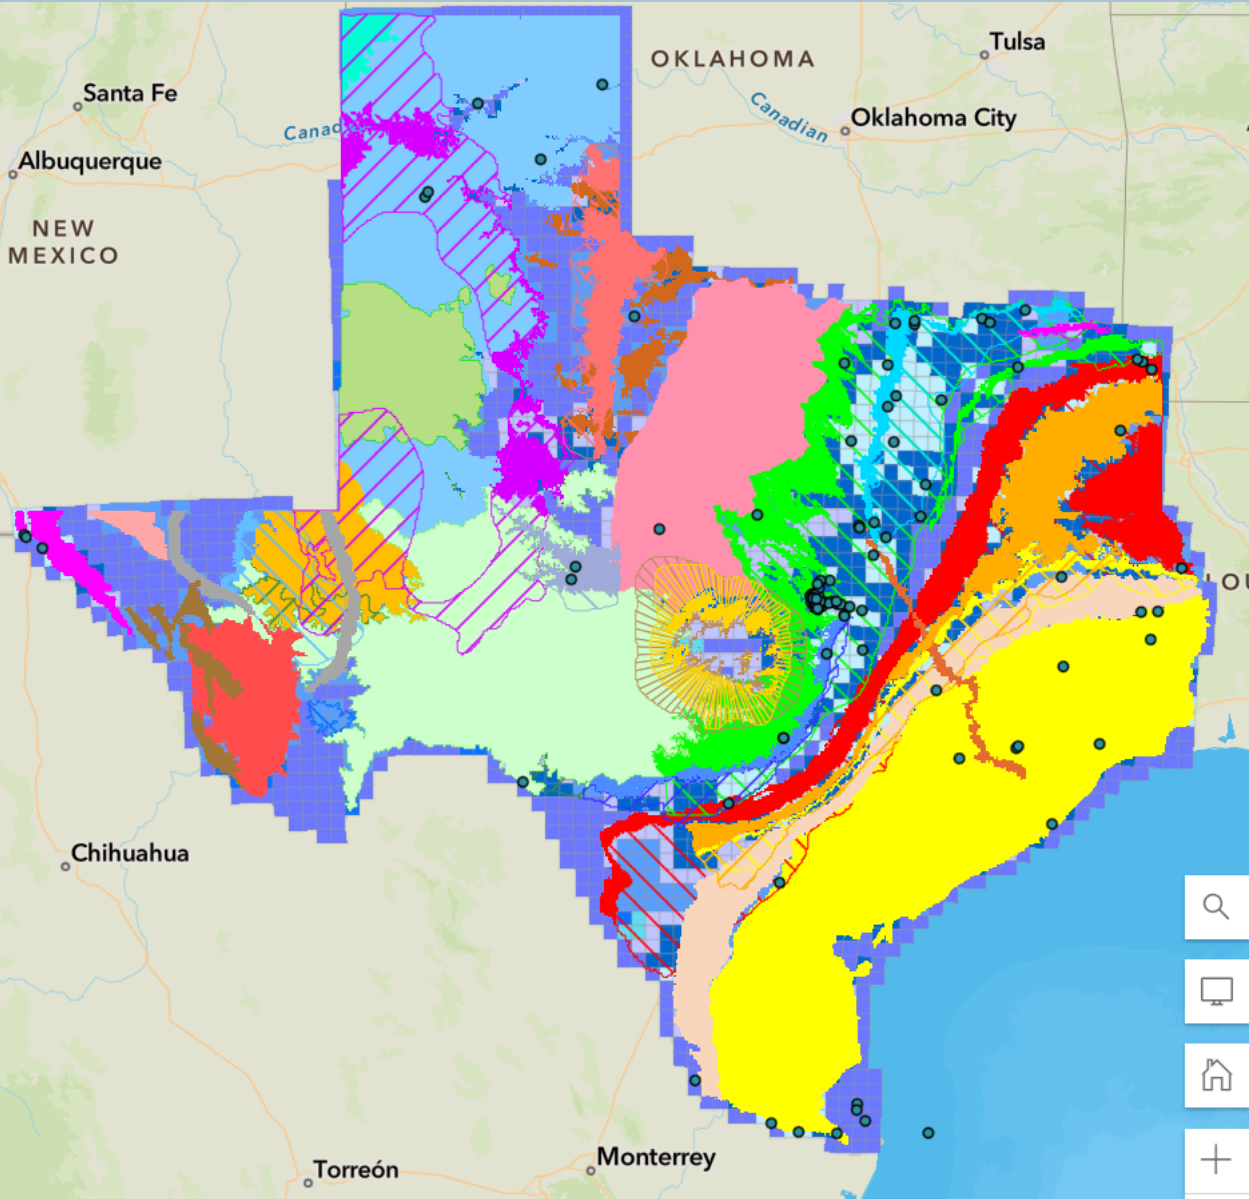 Tulsa
OKLAHOMA
Santa Fe
Canadian
Oklahoma City
Canad
Albuquerque
NEW
MEXICO
Chihuahua
Monterrey
Torreón